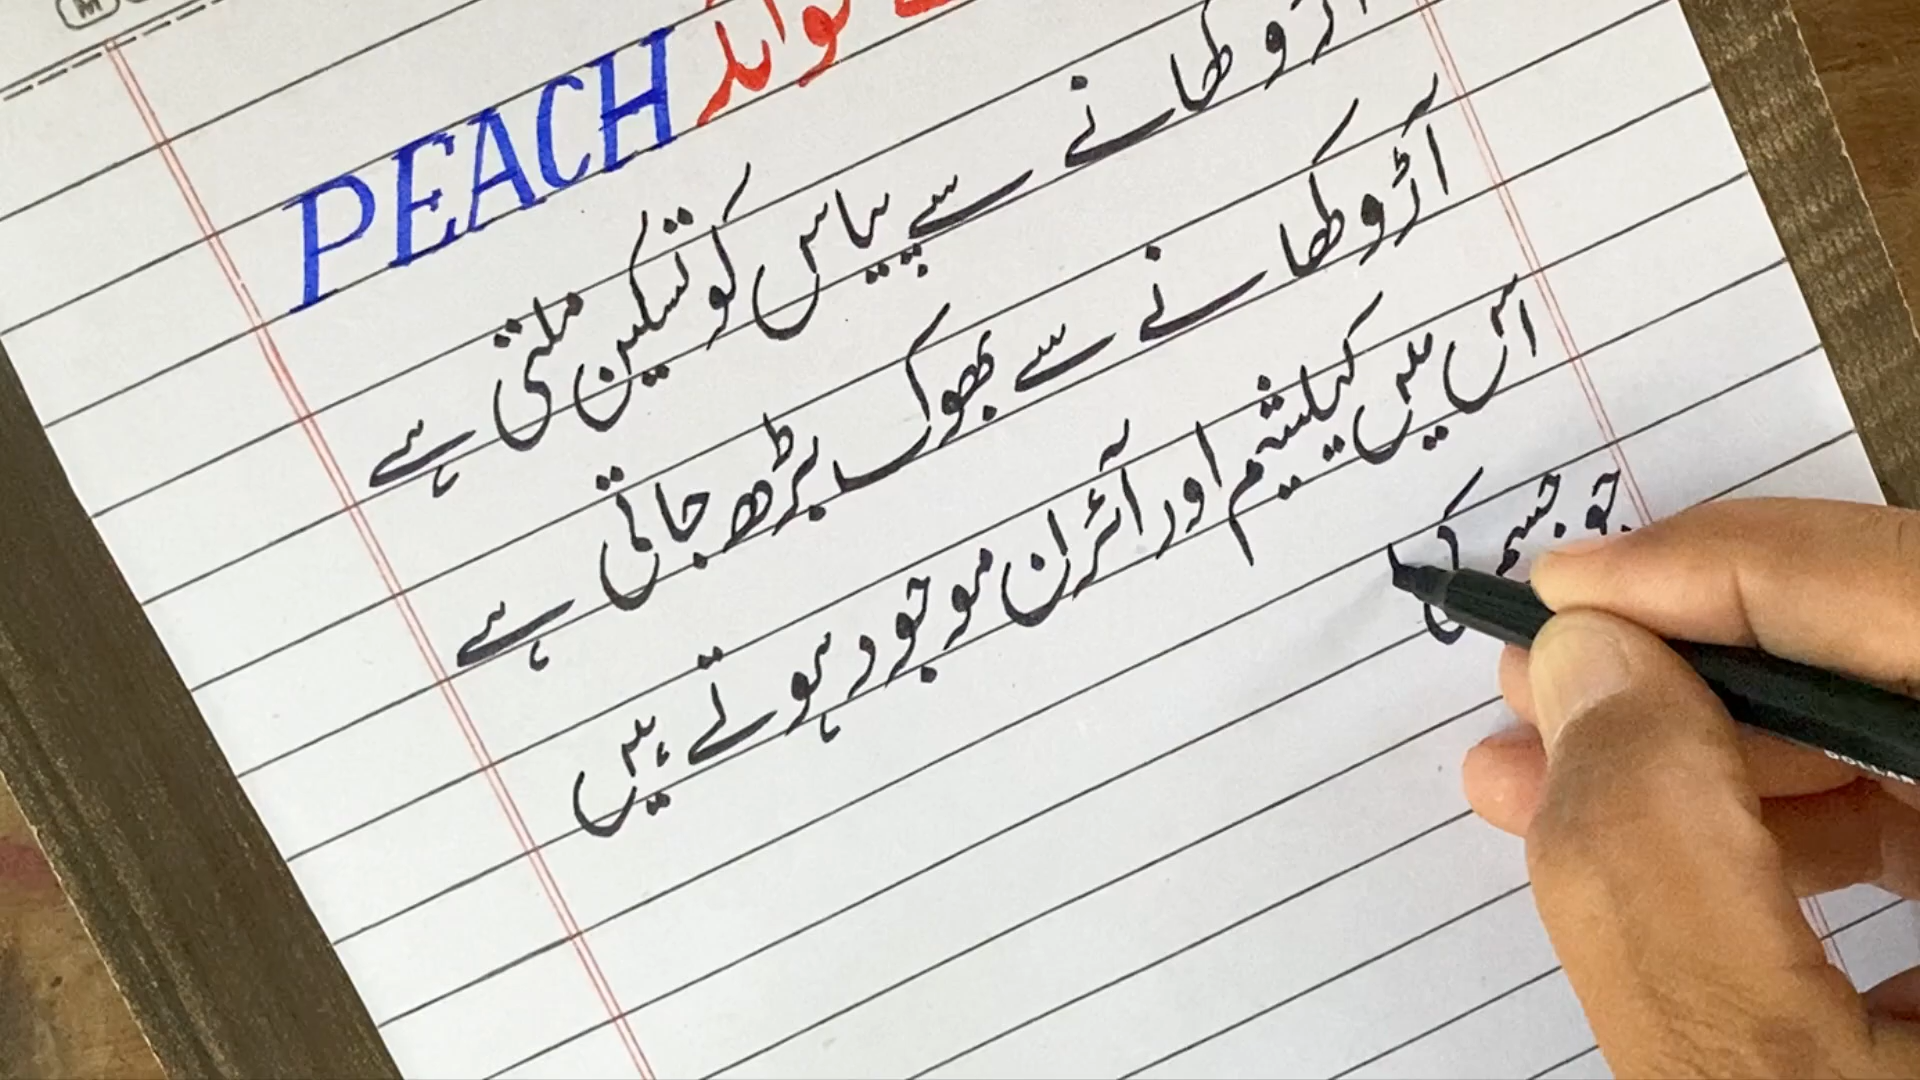 PEACH فوائد
آڑو کھانے سے پیاس کو تسکین ملتی ہے
آڑو کھانے سے بھوک بڑھ جاتی ہے
اس میں کیلشیم اور آئرن موجود ہوتے ہیں
جو جسم کی